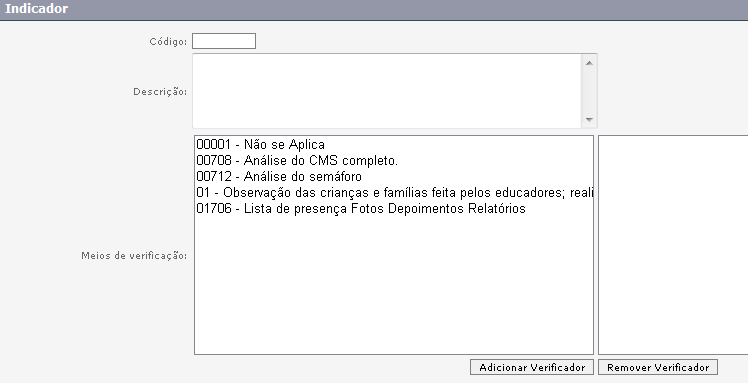 Indicador
Código:
Descrição:
Meios de verificação:
00001 - Não se Aplica
00708 - Análise do CMS completo.
00712 - Análise do semáforo
01 - Observação das crianças e famílias feita pelos educadores; reali
01706 - Lista de presença Fotos Depoimentos Relatórios
Adicionar Verificador
Remover Verificador